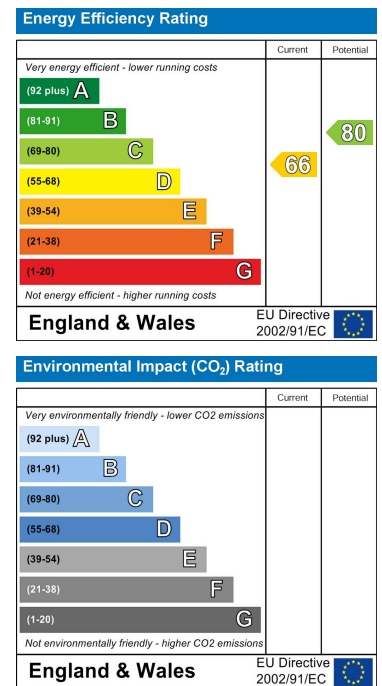 Energy Efficiency Rating
Current Potential
Very energy efficient - lower running costs
(92 plus) A
(81-91) B
(69-80) C
(55-68) D
(39-54) E
(21-38) F
(1-20) G
66
80
Not energy efficient - higher running costs
England & Wales
EU Directive
2002/91/EC
Environmental Impact (CO₂) Rating
Current Potential
Very environmentally friendly - lower CO2 emissions
(92 plus) A
(81-91) B
(69-80) C
(55-68) D
(39-54) E
(21-38) F
(1-20) G
Not environmentally friendly - higher CO2 emissions
England & Wales
EU Directive
2002/91/EC